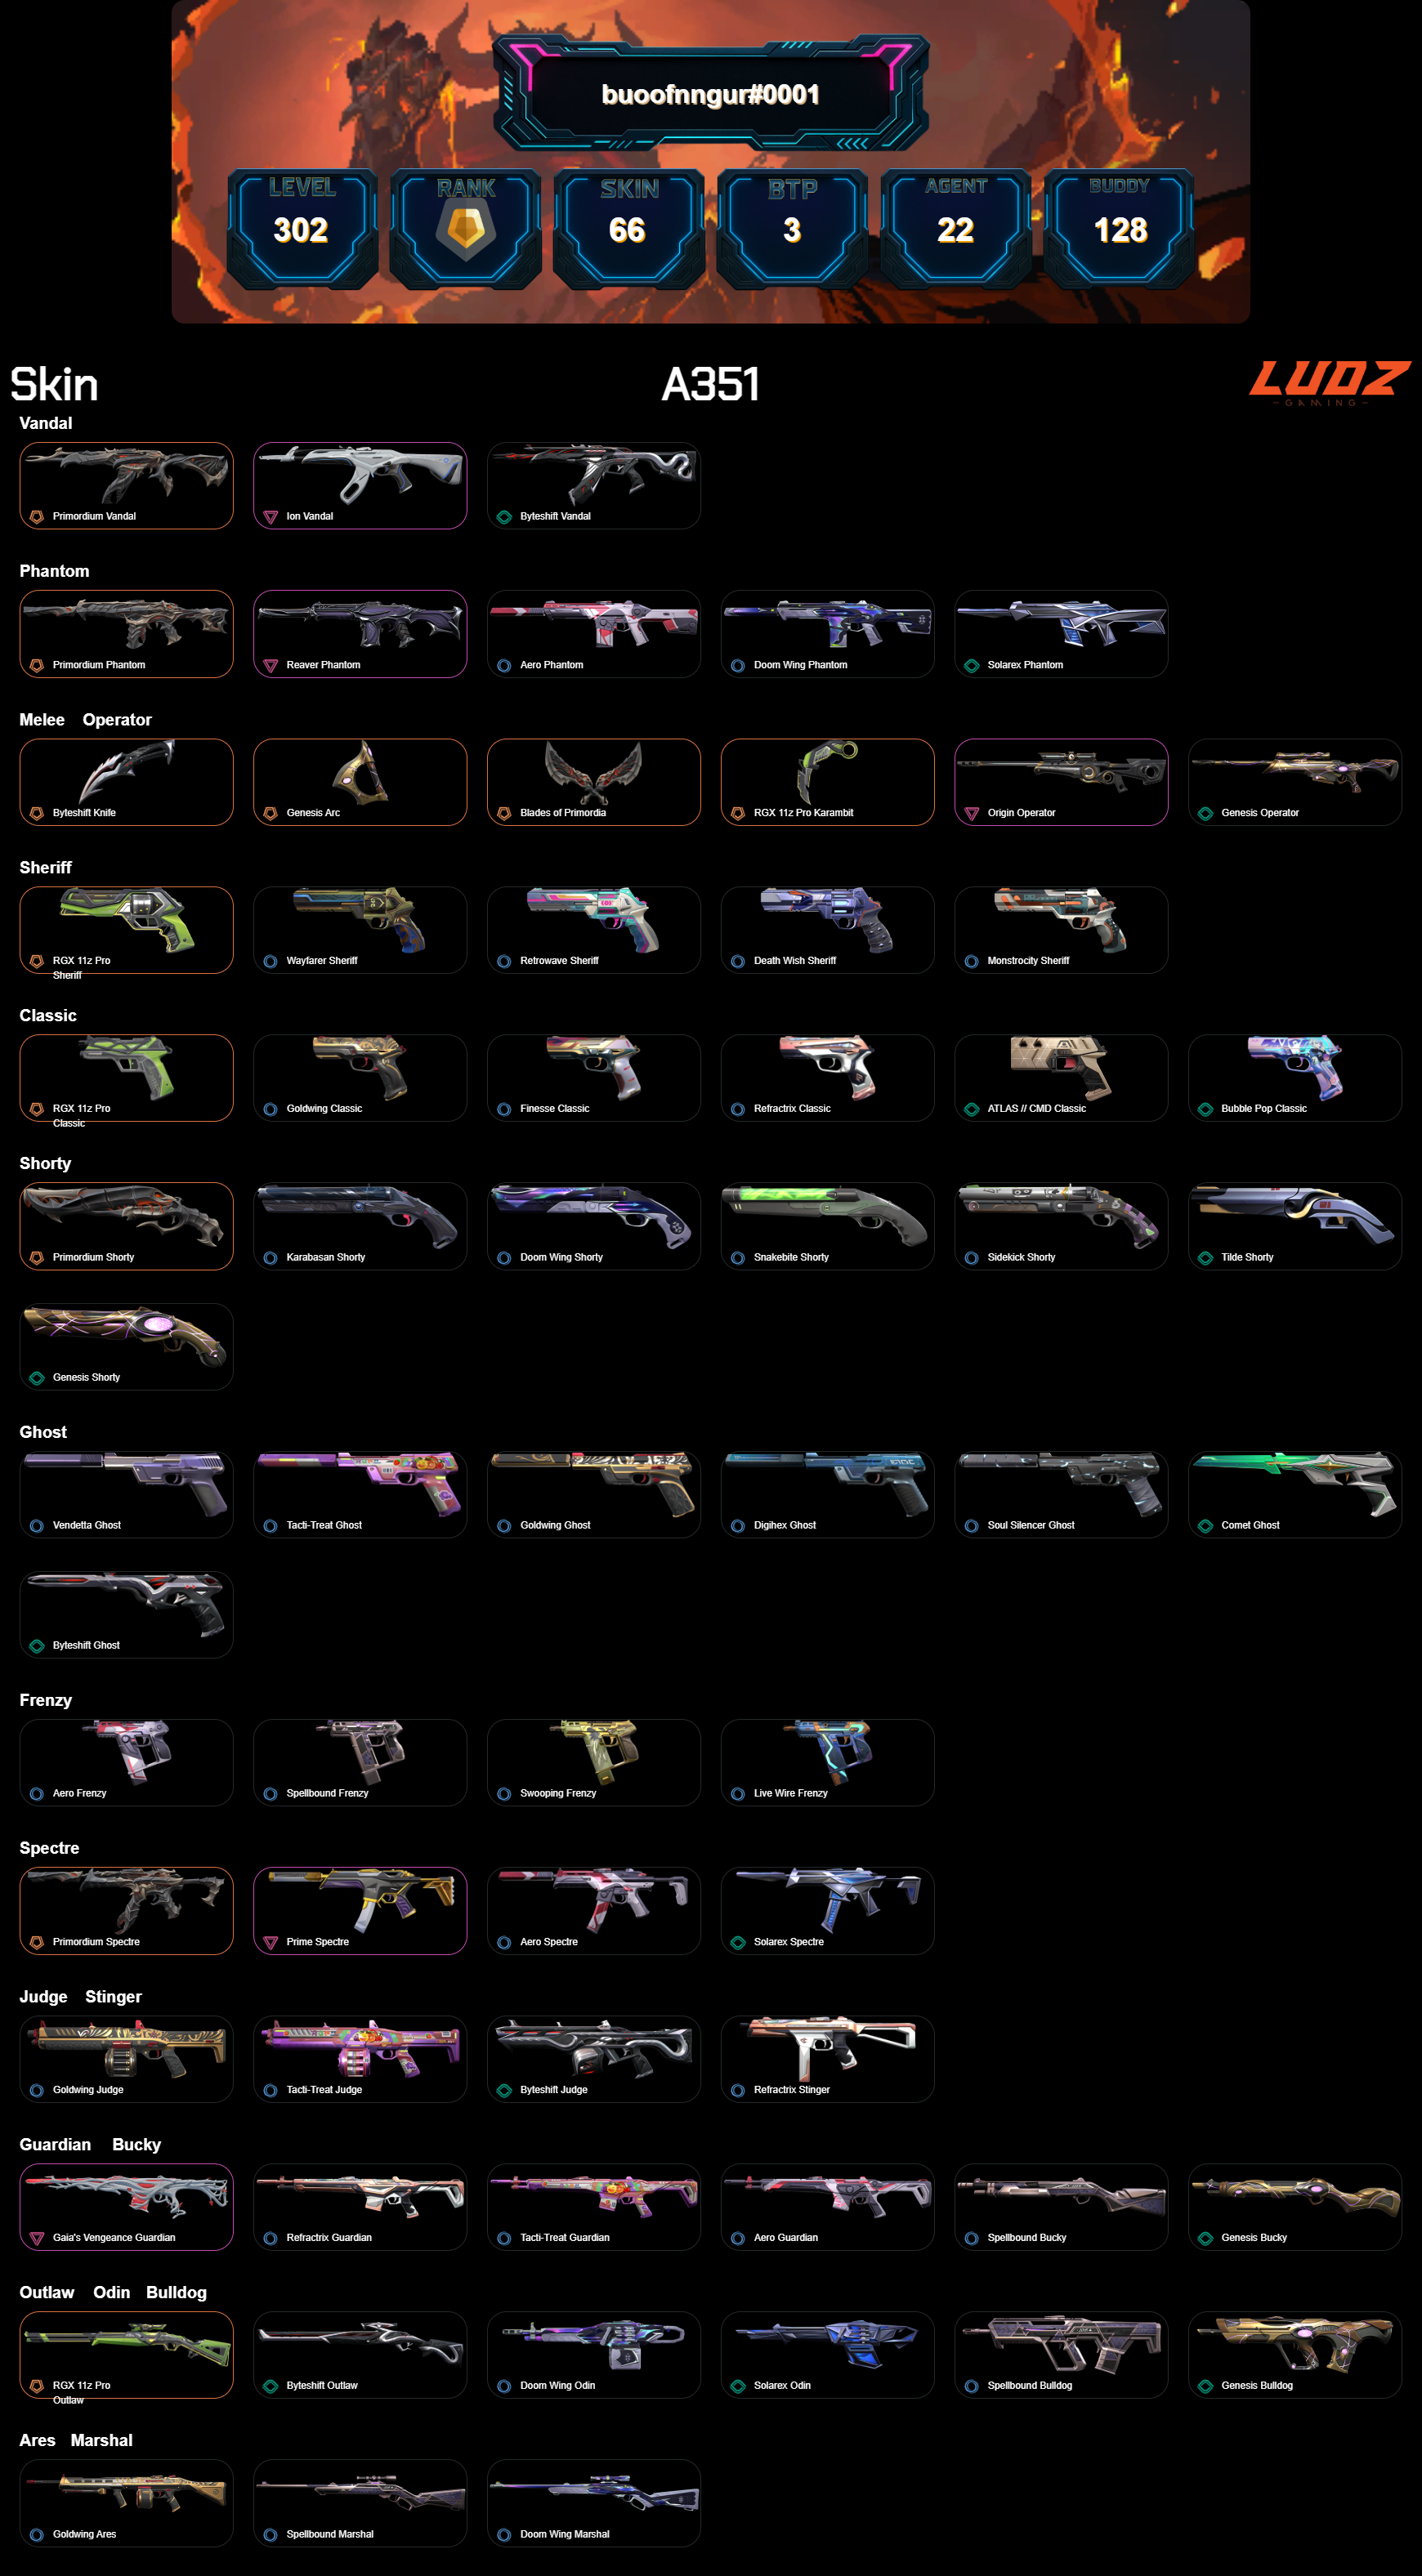 buoofnngur#0001
LEVEL RANK SKIN BTP AGENT BUDDY
302 66 3 22 128
Skin A351 LUOZ
GAMING
Vandal
Primordium Vandal Ion Vandal Byteshift Vandal
Phantom
Primordium Phantom Reaver Phantom Aero Phantom Doom Wing Phantom Solarex Phantom
Melee Operator
Byteshift Knife Genesis Arc Blades of Primordia RGX 11z Pro Karambit Origin Operator Genesis Operator
Sheriff
RGX 11z Pro Wayfarer Sheriff Retrowave Sheriff Death Wish Sheriff Monstrocity Sheriff
Sheriff
Classic
RGX 11z Pro Goldwing Classic Finesse Classic Refractrix Classic ATLAS // CMD Classic Bubble Pop Classic
Classic
Shorty
Primordium Shorty Karabasan Shorty Doom Wing Shorty Snakebite Shorty Sidekick Shorty Tilde Shorty
Genesis Shorty
Ghost
Vendetta Ghost Tacti-Treat Ghost Goldwing Ghost Digihex Ghost Soul Silencer Ghost Comet Ghost
Byteshift Ghost
Frenzy
Aero Frenzy Spellbound Frenzy Swooping Frenzy Live Wire Frenzy
Spectre
Primordium Spectre Prime Spectre Aero Spectre Solarex Spectre
Judge Stinger
Goldwing Judge Tacti-Treat Judge Byteshift Judge Refractrix Stinger
Guardian Bucky
Gaia's Vengeance Guardian Refractrix Guardian Tacti-Treat Guardian Aero Guardian Spellbound Bucky Genesis Bucky
Outlaw Odin Bulldog
RGX 11z Pro Byteshift Outlaw Doom Wing Odin Solarex Odin Spellbound Bulldog Genesis Bulldog
Outlaw
Ares Marshal
Goldwing Ares Spellbound Marshal Doom Wing Marshal